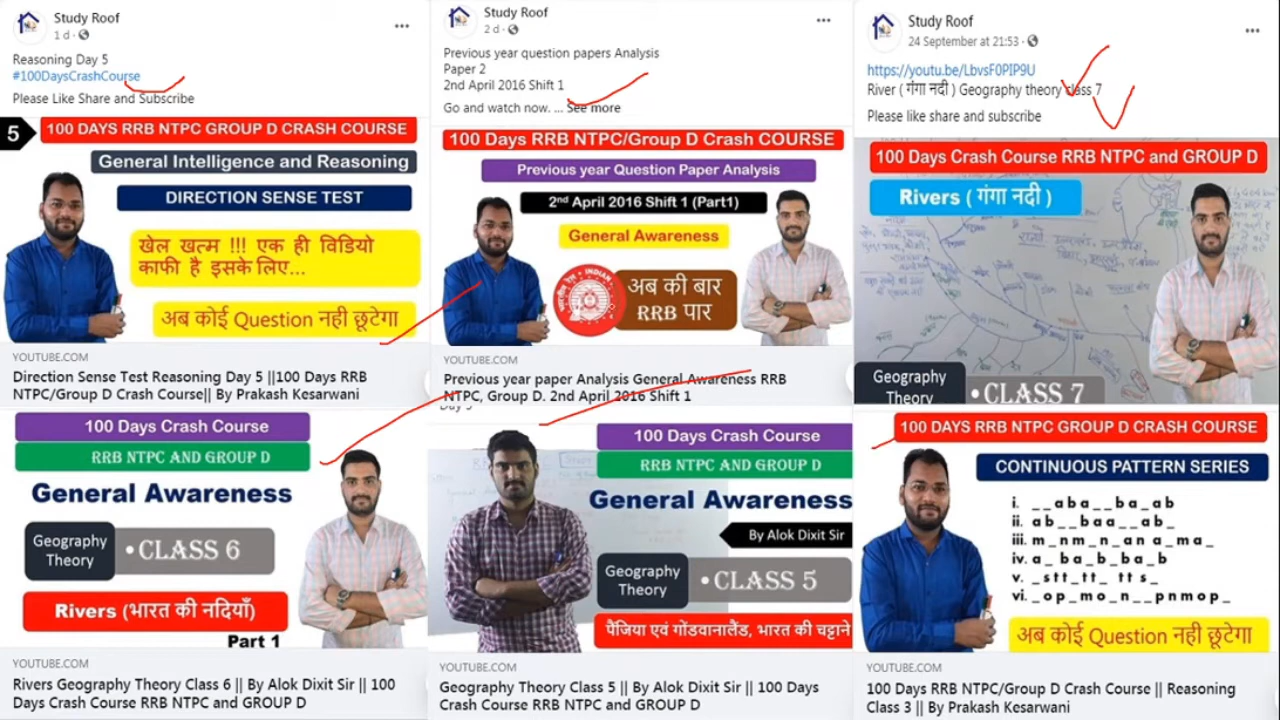 Study Roof
1 d
Reasoning Day 5
#100DaysCrashCourse
Please Like Share and Subscribe
5
100 DAYS RRB NTPC GROUP D CRASH COURSE
General Intelligence and Reasoning
DIRECTION SENSE TEST
खेल खत्म !!! एक ही विडियो
काफी है इसके लिए...
अब कोई Question नही छूटेगा
YOUTUBE.COM
Direction Sense Test Reasoning Day 5 ||100 Days RRB
NTPC/Group D Crash Course|| By Prakash Kesarwani
Study Roof
2 d
Previous year question papers Analysis
Paper 2
2nd April 2016 Shift 1
Go and watch now. ... See more
100 Days RRB NTPC/Group D Crash COURSE
Previous year Question Paper Analysis
2nd April 2016 Shift 1 (Part1)
General Awareness
अब की बार
RRB पार
YOUTUBE.COM
Previous year paper Analysis General Awareness RRB
NTPC, Group D. 2nd April 2016 Shift 1
Study Roof
24 September at 21:53
https://youtu.be/LbvsF0PIP9U
River ( गंगा नदी ) Geography theory class 7
Please like share and subscribe
100 Days Crash Course RRB NTPC and GROUP D
Rivers ( गंगा नदी )
Geography
Theory
• CLASS 7
100 Days Crash Course
RRB NTPC AND GROUP D
General Awareness
Geography
Theory
• CLASS 6
Rivers (भारत की नदियाँ)
Part 1
YOUTUBE.COM
Rivers Geography Theory Class 6 || By Alok Dixit Sir || 100
Days Crash Course RRB NTPC and GROUP D
100 Days Crash Course
RRB NTPC AND GROUP D
General Awareness
By Alok Dixit Sir
Geography
Theory
• CLASS 5
पैंजिया एवं गोंडवानालैंड, भारत की चट्टाने
YOUTUBE.COM
Geography Theory Class 5 || By Alok Dixit Sir || 100 Days
Crash Course RRB NTPC and GROUP D
100 DAYS RRB NTPC GROUP D CRASH COURSE
CONTINUOUS PATTERN SERIES
i. _ _ a b a _ _ b a _ a b
ii. a b _ _ b a a _ _ a b _
iii. m _ n m _ n _ a n a _ m a _
iv. a _ b a _ b _ b a _ b
v. _ s t t _ t t _ t t s _
vi. _ o p _ m o _ n _ _ p n m o p _
अब कोई Question नही छूटेगा
YOUTUBE.COM
100 Days RRB NTPC/Group D Crash Course || Reasoning
Class 3 || By Prakash Kesarwani